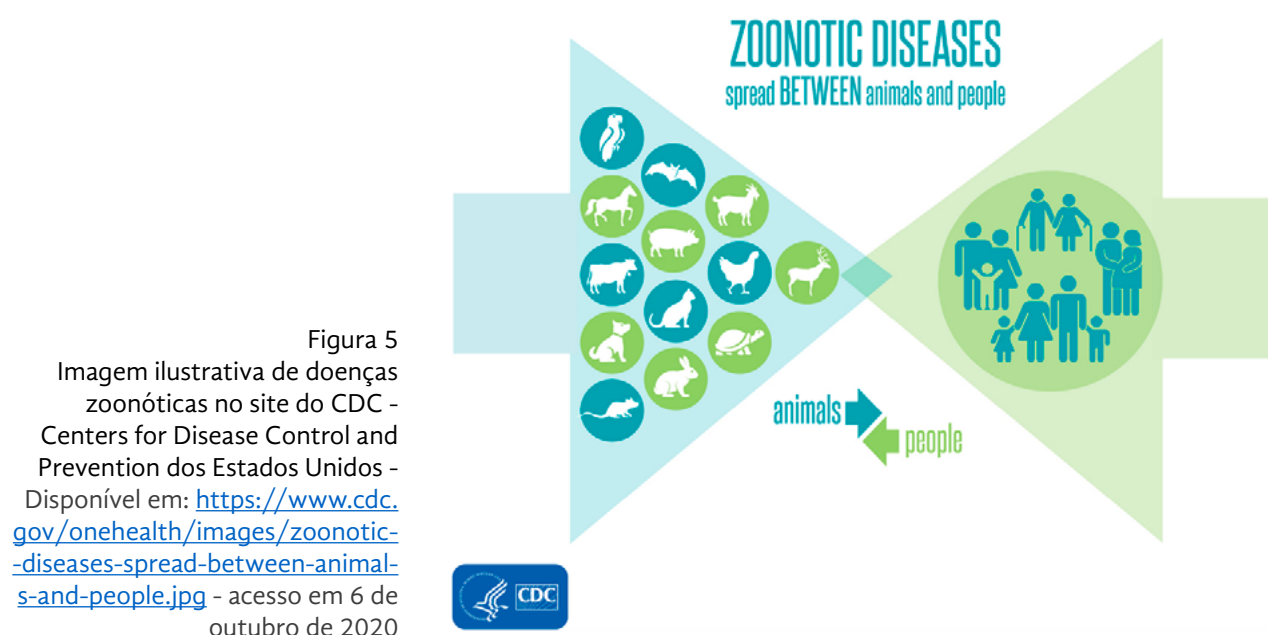 ZOONOTIC DISEASES
spread BETWEEN animals and people
animals
people
CDC
Figura 5
Imagem ilustrativa de doenças
zoonóticas no site do CDC -
Centers for Disease Control and
Prevention dos Estados Unidos -
Disponível em: https://www.cdc.
gov/onehealth/images/zoonotic-
-diseases-spread-between-animal-
s-and-people.jpg - acesso em 6 de
outubro de 2020